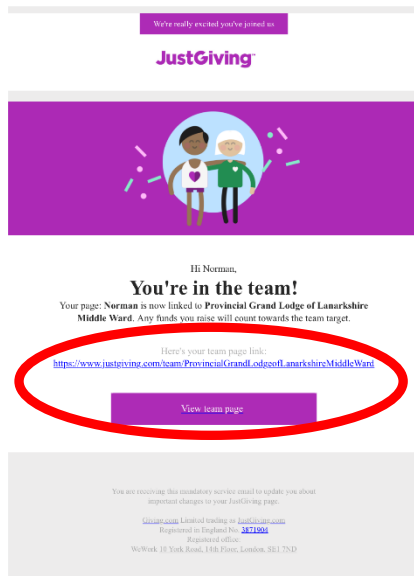 We're really excited you've joined us
JustGiving™
Hi Norman,
You're in the team!
Your page: Norman is now linked to Provincial Grand Lodge of Lanarkshire
Middle Ward. Any funds you raise will count towards the team target.
Here's your team page link:
https://www.justgiving.com/team/ProvincialGrandLodgeofLanarkshireMiddleWard
View team page
You are receiving this mandatory service email to update you about
important changes to your JustGiving page.
Giving.com Limited trading as JustGiving.com
Registered in England No. 3871904
Registered office:
WeWork 10 York Road, 14th Floor, London, SE1 7ND